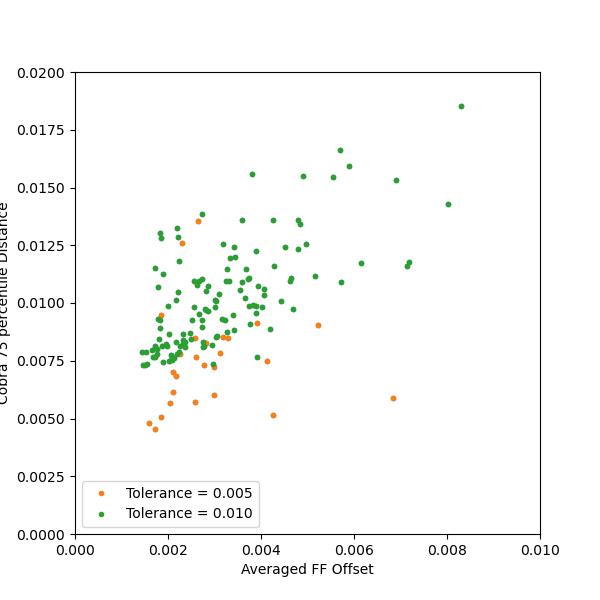 0.0200
0.0175
0.0150
0.0125
0.0100
0.0075
0.0050
0.0025
0.0000
Cobra 75 percentile Distance
Tolerance = 0.005
Tolerance = 0.010
0.000 0.002 0.004 0.006 0.008 0.010
Averaged FF Offset